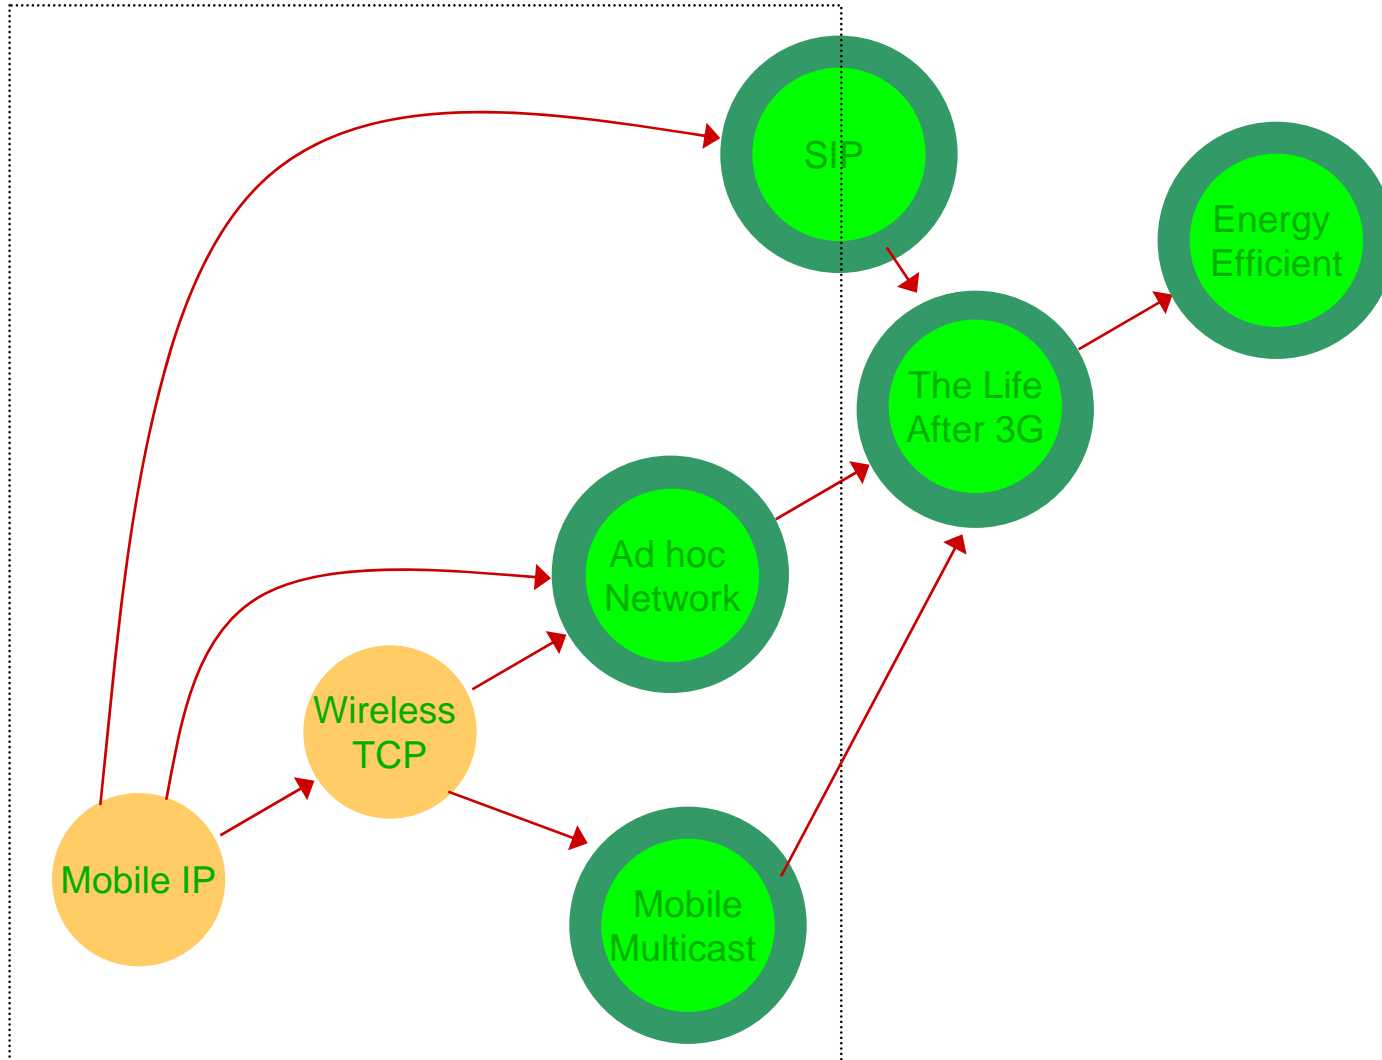 SIP
Energy
Efficient
The Life
After 3G
Ad hoc
Network
Wireless
TCP
Mobile IP
Mobile
Multicast